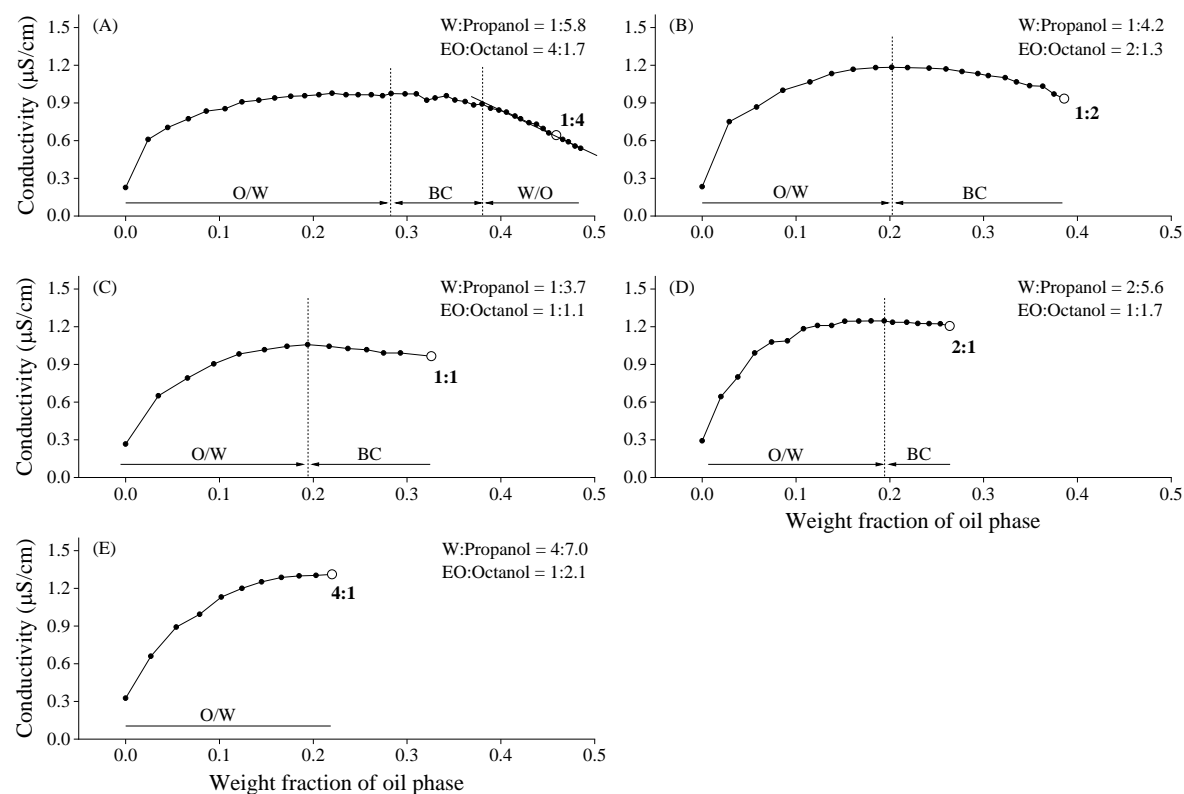 (A)
W:Propanol = 1:5.8
EO:Octanol = 4:1.7
Conductivity (μS/cm)
1.5
1.2
0.9
0.6
0.3
0.0
1:4
O/W
BC
W/O
0.0 0.1 0.2 0.3 0.4 0.5
(B)
W:Propanol = 1:4.2
EO:Octanol = 2:1.3
1.5
1.2
0.9
0.6
0.3
0.0
1:2
O/W
BC
0.0 0.1 0.2 0.3 0.4 0.5
(C)
W:Propanol = 1:3.7
EO:Octanol = 1:1.1
Conductivity (μS/cm)
1.5
1.2
0.9
0.6
0.3
0.0
1:1
O/W
BC
0.0 0.1 0.2 0.3 0.4 0.5
(D)
W:Propanol = 2:5.6
EO:Octanol = 1:1.7
1.5
1.2
0.9
0.6
0.3
0.0
2:1
O/W
BC
0.0 0.1 0.2 0.3 0.4 0.5
Weight fraction of oil phase
(E)
W:Propanol = 4:7.0
EO:Octanol = 1:2.1
Conductivity (μS/cm)
1.5
1.2
0.9
0.6
0.3
0.0
4:1
O/W
0.0 0.1 0.2 0.3 0.4 0.5
Weight fraction of oil phase